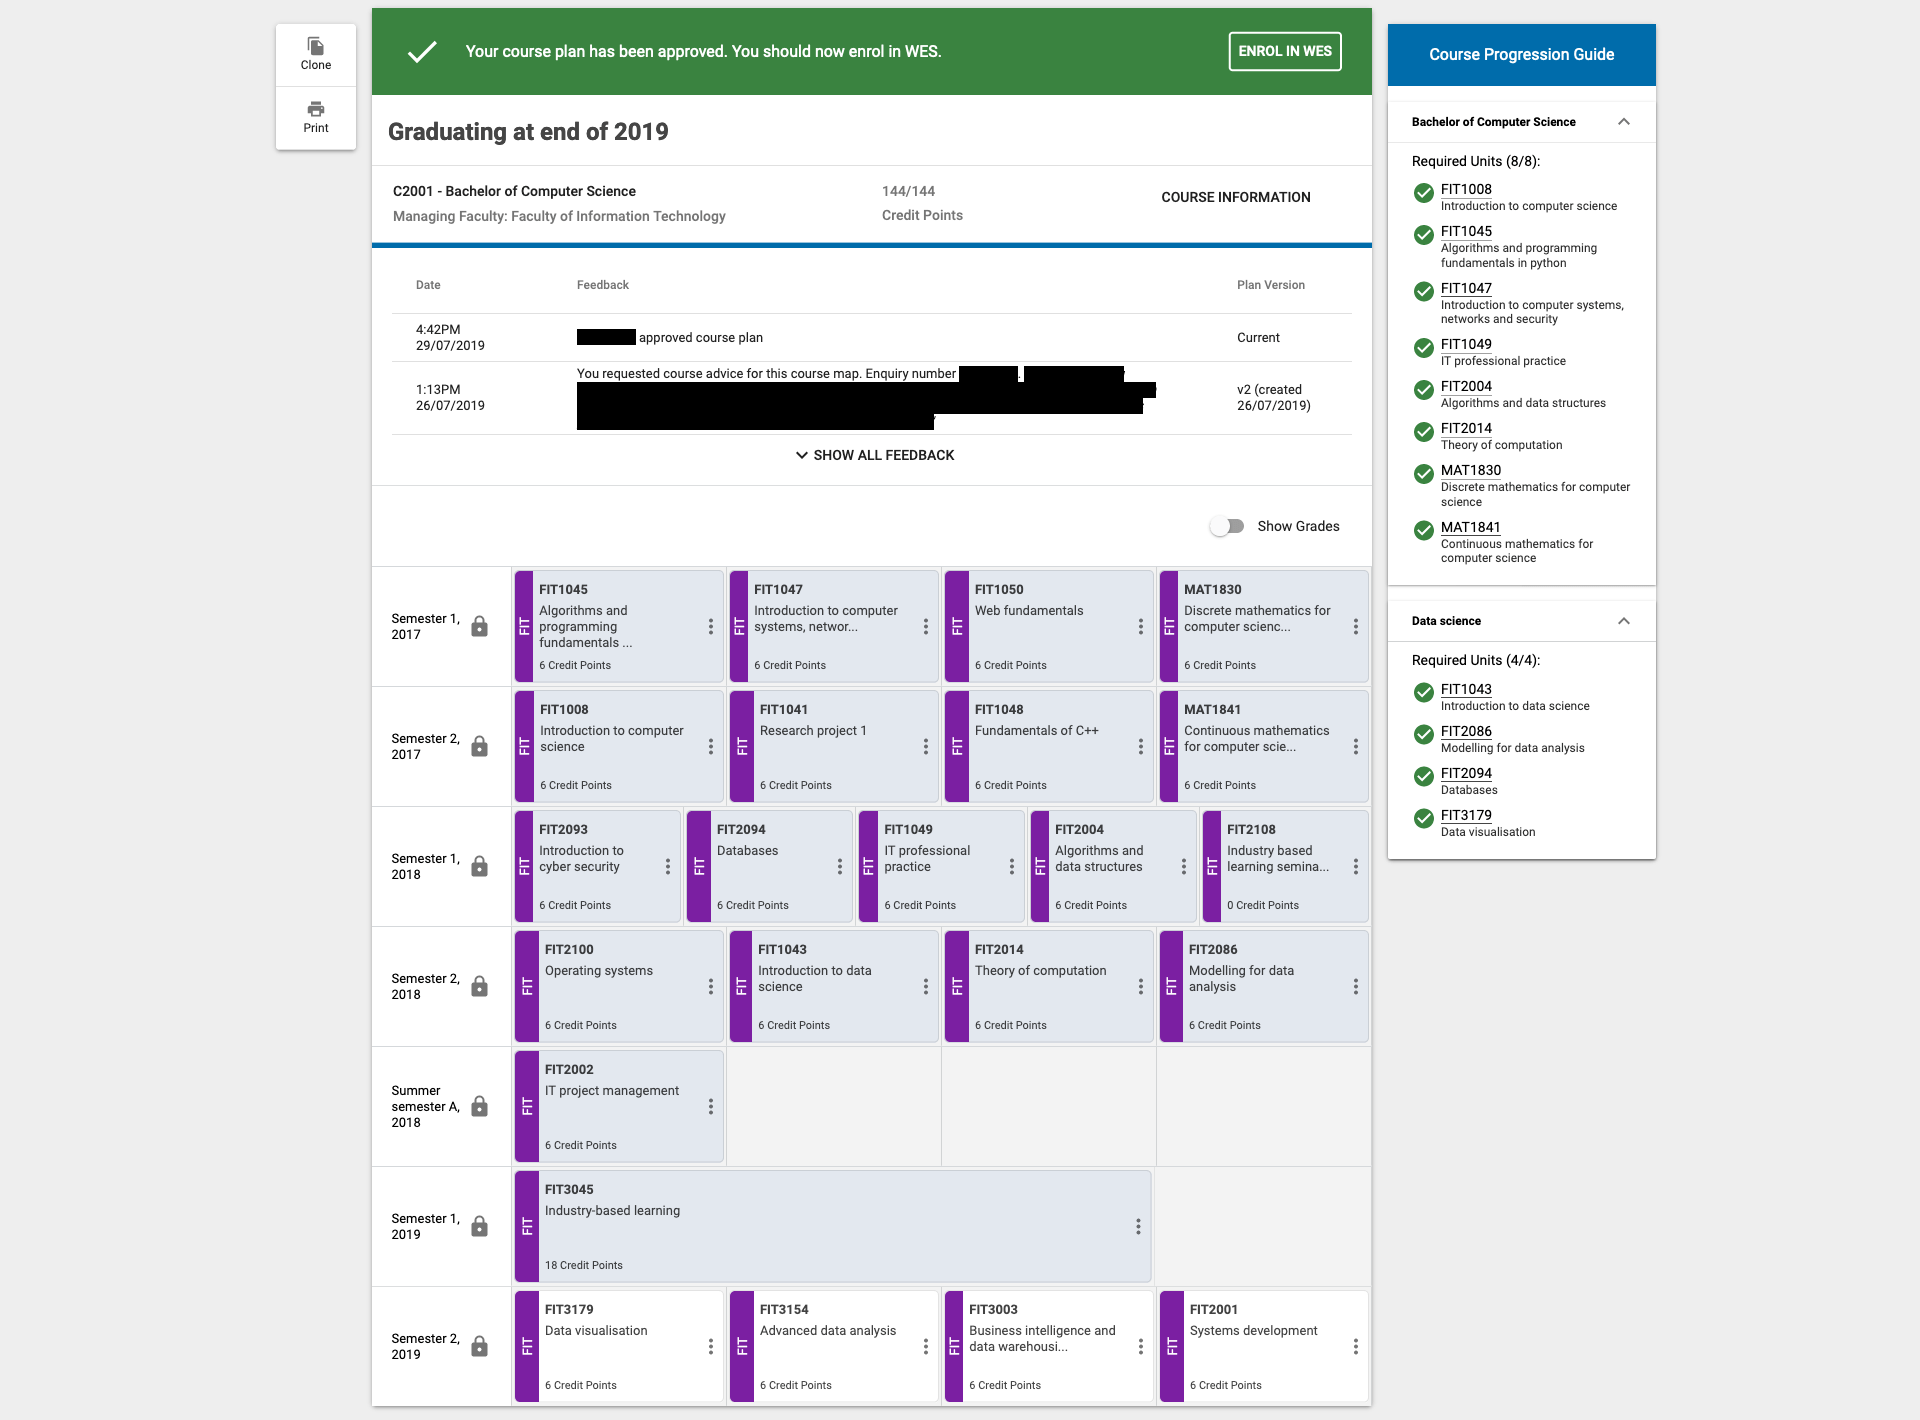 Clone
Print
Your course plan has been approved. You should now enrol in WES.
ENROL IN WES
Graduating at end of 2019
C2001 - Bachelor of Computer Science
Managing Faculty: Faculty of Information Technology
144/144
Credit Points
COURSE INFORMATION
Date
Feedback
Plan Version
4:42PM
29/07/2019
approved course plan
Current
1:13PM
26/07/2019
You requested course advice for this course map. Enquiry number .
v2 (created
26/07/2019)
SHOW ALL FEEDBACK
Show Grades
Semester 1,
2017
FIT
FIT1045
Algorithms and
programming
fundamentals ...
6 Credit Points
FIT
FIT1047
Introduction to computer
systems, networ...
6 Credit Points
FIT
FIT1050
Web fundamentals
6 Credit Points
FIT
MAT1830
Discrete mathematics for
computer scienc...
6 Credit Points
Semester 2,
2017
FIT
FIT1008
Introduction to computer
science
6 Credit Points
FIT
FIT1041
Research project 1
6 Credit Points
FIT
FIT1048
Fundamentals of C++
6 Credit Points
FIT
MAT1841
Continuous mathematics
for computer scie...
6 Credit Points
Semester 1,
2018
FIT
FIT2093
Introduction to
cyber security
6 Credit Points
FIT
FIT2094
Databases
6 Credit Points
FIT
FIT1049
IT professional
practice
6 Credit Points
FIT
FIT2004
Algorithms and
data structures
6 Credit Points
FIT
FIT2108
Industry based
learning semina...
0 Credit Points
Semester 2,
2018
FIT
FIT2100
Operating systems
6 Credit Points
FIT
FIT1043
Introduction to data
science
6 Credit Points
FIT
FIT2014
Theory of computation
6 Credit Points
FIT
FIT2086
Modelling for data
analysis
6 Credit Points
Summer
semester A,
2018
FIT
FIT2002
IT project management
6 Credit Points
Semester 1,
2019
FIT
FIT3045
Industry-based learning
18 Credit Points
Semester 2,
2019
FIT
FIT3179
Data visualisation
6 Credit Points
FIT
FIT3154
Advanced data analysis
6 Credit Points
FIT
FIT3003
Business intelligence and
data warehousi...
6 Credit Points
FIT
FIT2001
Systems development
6 Credit Points
Course Progression Guide
Bachelor of Computer Science
Required Units (8/8):
FIT1008
Introduction to computer science
FIT1045
Algorithms and programming
fundamentals in python
FIT1047
Introduction to computer systems,
networks and security
FIT1049
IT professional practice
FIT2004
Algorithms and data structures
FIT2014
Theory of computation
MAT1830
Discrete mathematics for computer
science
MAT1841
Continuous mathematics for
computer science
Data science
Required Units (4/4):
FIT1043
Introduction to data science
FIT2086
Modelling for data analysis
FIT2094
Databases
FIT3179
Data visualisation